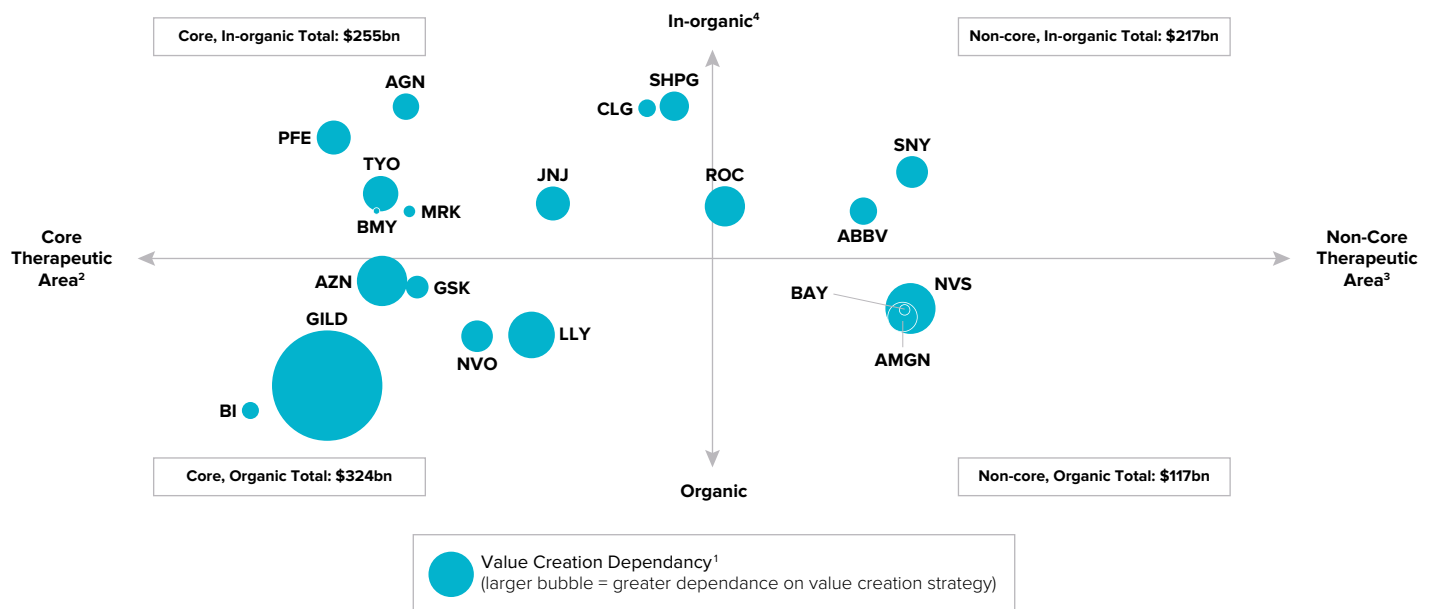 In-organic⁴
Core, In-organic Total: $255bn
Non-core, In-organic Total: $217bn
AGN
SHPG
CLG
PFE
SNY
TYO
JNJ
ROC
MRK
BMY
ABBV
Core
Therapeutic
Area²
Non-Core
Therapeutic
Area³
AZN
GSK
BAY
NVS
GILD
LLY
NVO
AMGN
BI
Core, Organic Total: $324bn
Non-core, Organic Total: $117bn
Organic
Value Creation Dependancy¹
(larger bubble = greater dependance on value creation strategy)